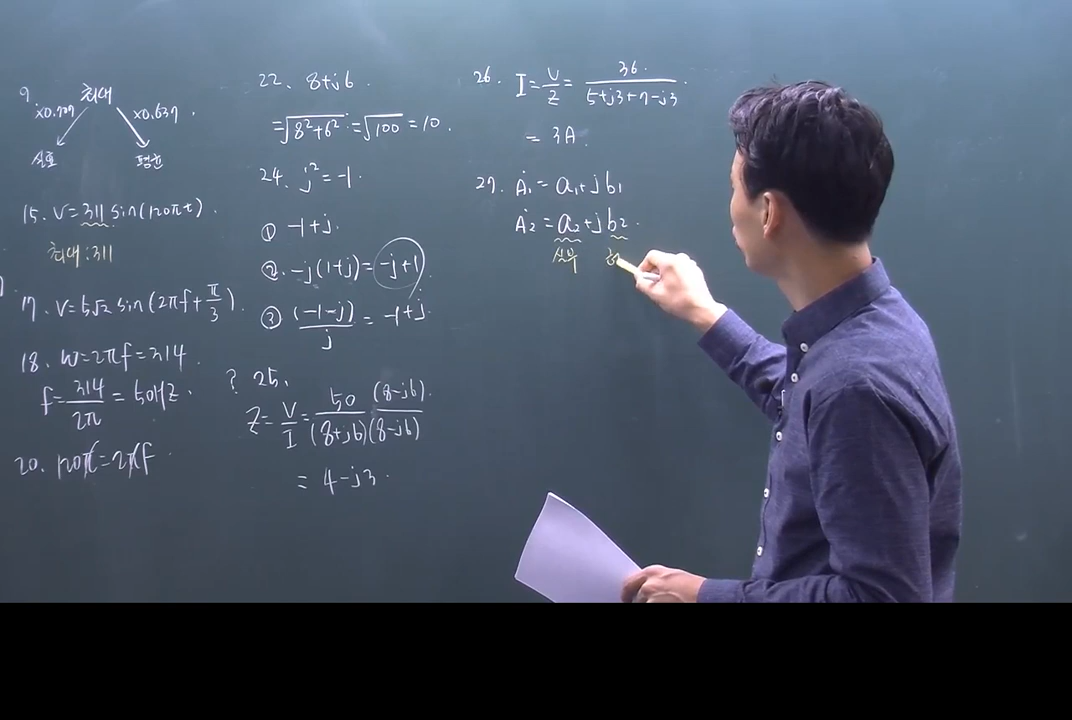 9 최대
×0.707 ×0.637.
실효 평균
15. V=311 sin(120πt).
최대:311
17. V=5√2 sin(2πf+π/3).
18. ω=2πf=314.
f=314/2π=50Hz.
20. 120π=2πf.
22. 8+j6.
=√8²+6²=√100=10.
24. j²=-1.
① -1+j.
②. -j(1+j)=-j+1
③ (-1-j)/j=-1+j.
? 25.
Z=V/I=50(8-j6)/(8+j6)(8-j6).
=4-j3.
26. I=V/Z=36/5+j3+7-j3.
=3A.
27. Ȧ1=a1+jb1
Ȧ2=a2+jb2.
실수 허